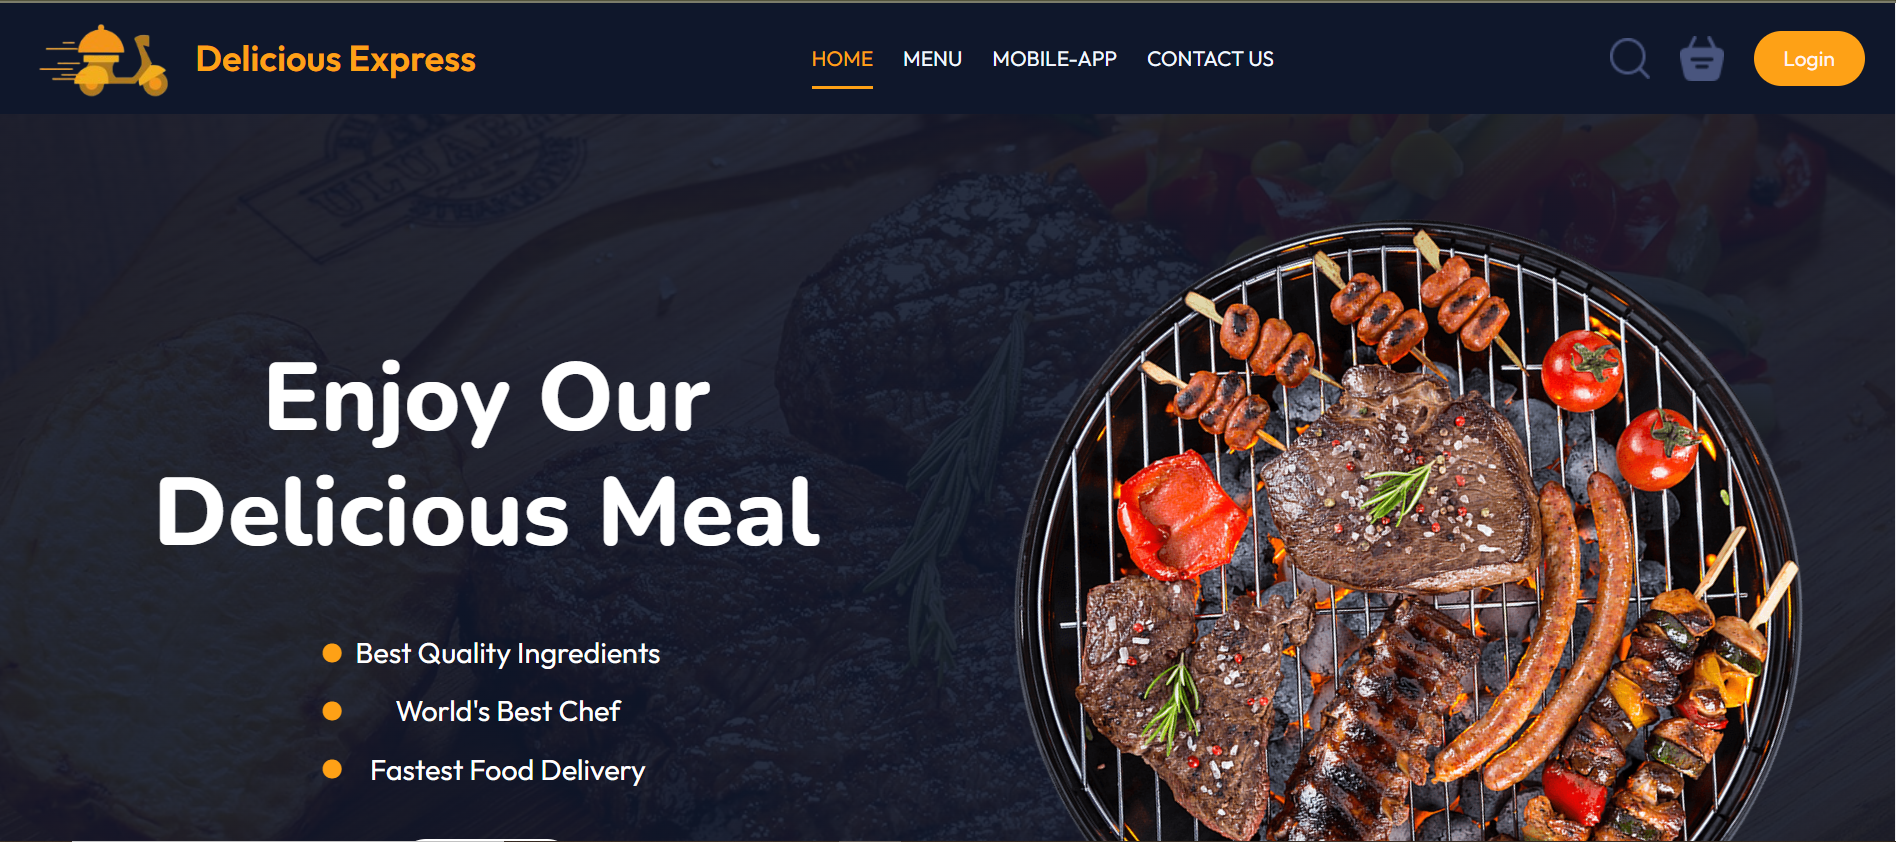 Delicious Express
HOME MENU MOBILE-APP CONTACT US
Login
Enjoy Our
Delicious Meal
Best Quality Ingredients
World's Best Chef
Fastest Food Delivery